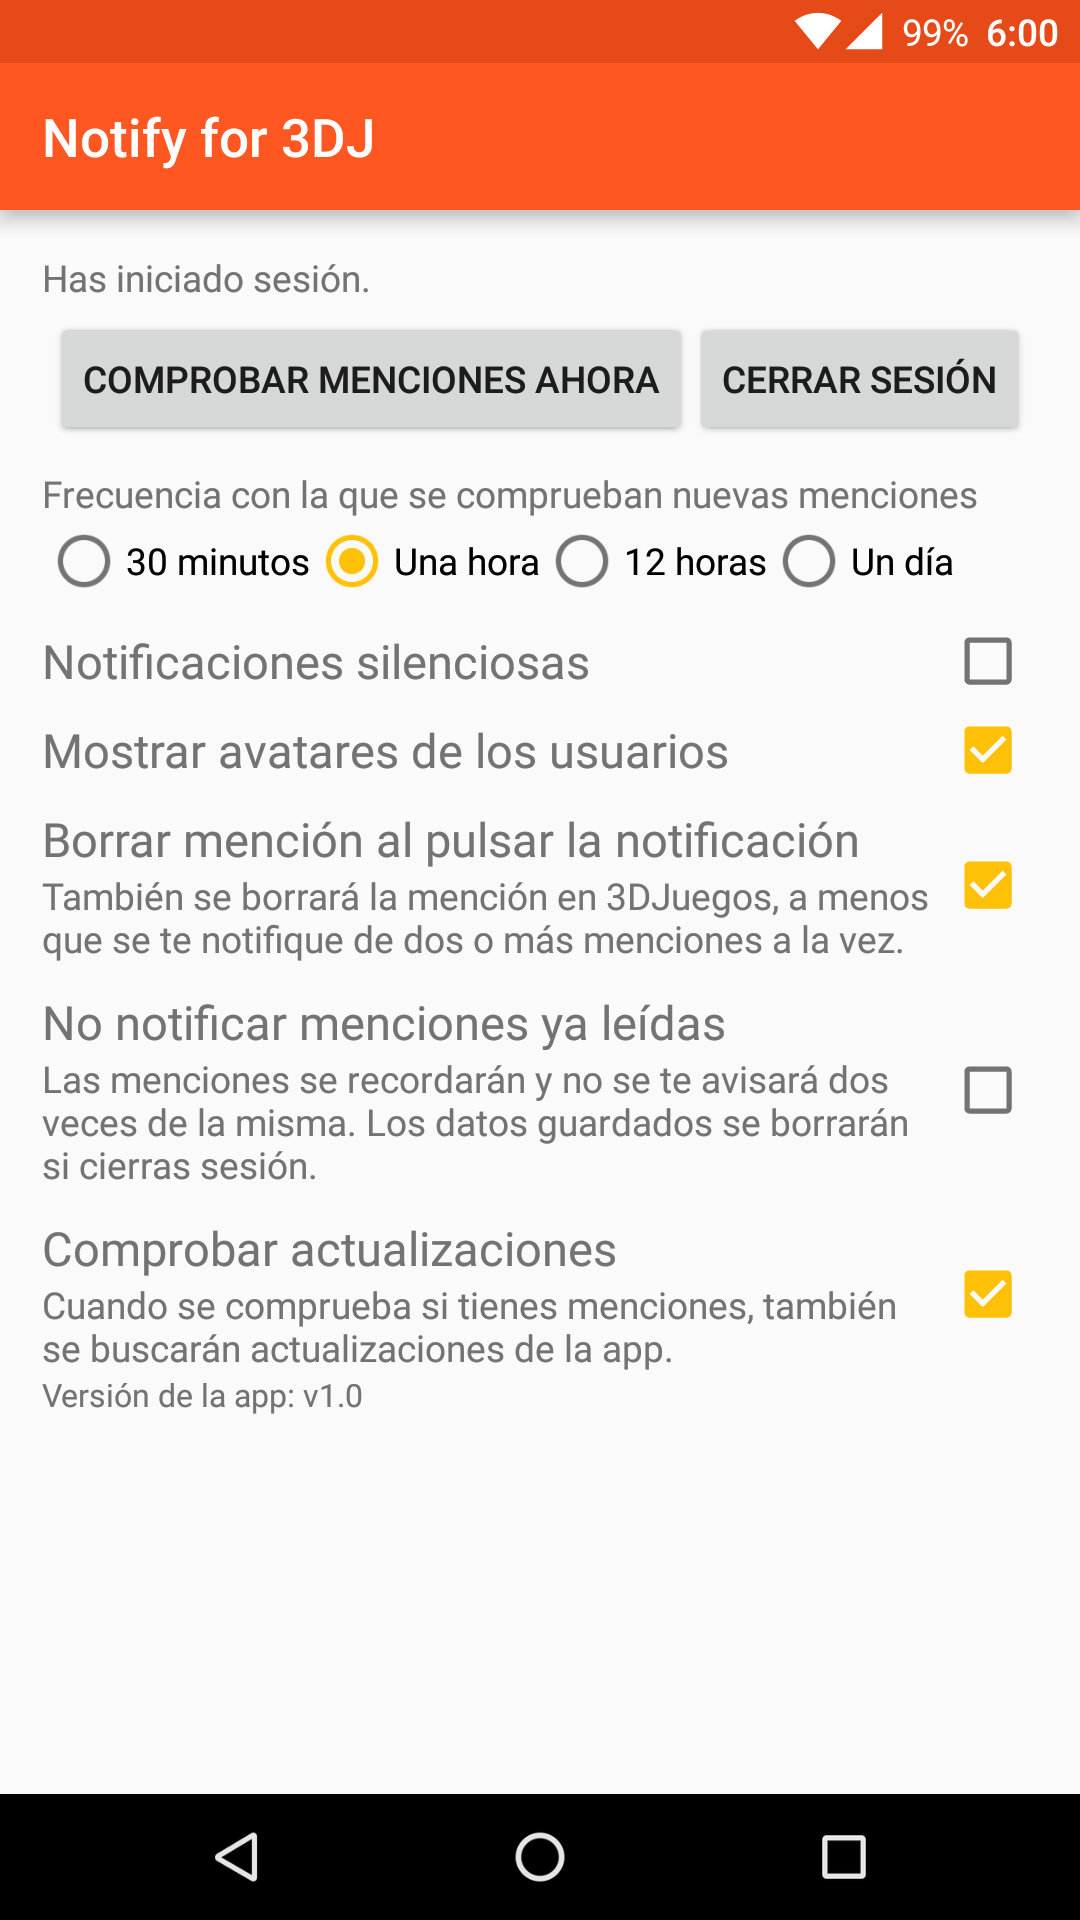 99% 6:00
Notify for 3DJ
Has iniciado sesión.
COMPROBAR MENCIONES AHORA CERRAR SESIÓN
Frecuencia con la que se comprueban nuevas menciones
30 minutos Una hora 12 horas Un día
Notificaciones silenciosas
Mostrar avatares de los usuarios
Borrar mención al pulsar la notificación
También se borrará la mención en 3DJuegos, a menos
que se te notifique de dos o más menciones a la vez.
No notificar menciones ya leídas
Las menciones se recordarán y no se te avisará dos
veces de la misma. Los datos guardados se borrarán
si cierras sesión.
Comprobar actualizaciones
Cuando se comprueba si tienes menciones, también
se buscarán actualizaciones de la app.
Versión de la app: v1.0